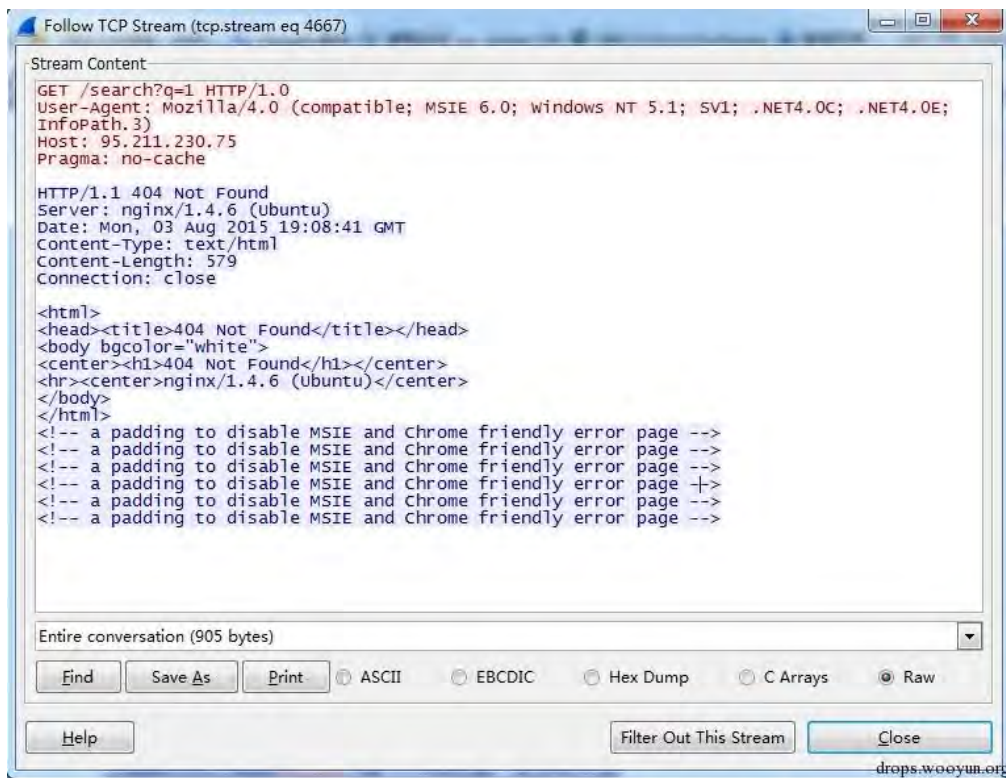 Follow TCP Stream (tcp.stream eq 4667)
Stream Content
GET /search?q=1 HTTP/1.0
User-Agent: Mozilla/4.0 (compatible; MSIE 6.0; Windows NT 5.1; SV1; .NET4.0C; .NET4.0E;
InfoPath.3)
Host: 95.211.230.75
Pragma: no-cache
HTTP/1.1 404 Not Found
Server: nginx/1.4.6 (Ubuntu)
Date: Mon, 03 Aug 2015 19:08:41 GMT
Content-Type: text/html
Content-Length: 579
Connection: close
<html>
<head><title>404 Not Found</title></head>
<body bgcolor="white">
<center><h1>404 Not Found</h1></center>
<hr><center>nginx/1.4.6 (Ubuntu)</center>
</body>
</html>
<!-- a padding to disable MSIE and Chrome friendly error page -->
<!-- a padding to disable MSIE and Chrome friendly error page -->
<!-- a padding to disable MSIE and Chrome friendly error page -->
<!-- a padding to disable MSIE and Chrome friendly error page -->
<!-- a padding to disable MSIE and Chrome friendly error page -->
<!-- a padding to disable MSIE and Chrome friendly error page -->
Entire conversation (905 bytes)
Find Save As Print ASCII EBCDIC Hex Dump C Arrays Raw
Help Filter Out This Stream Close
drops.wooyun.org